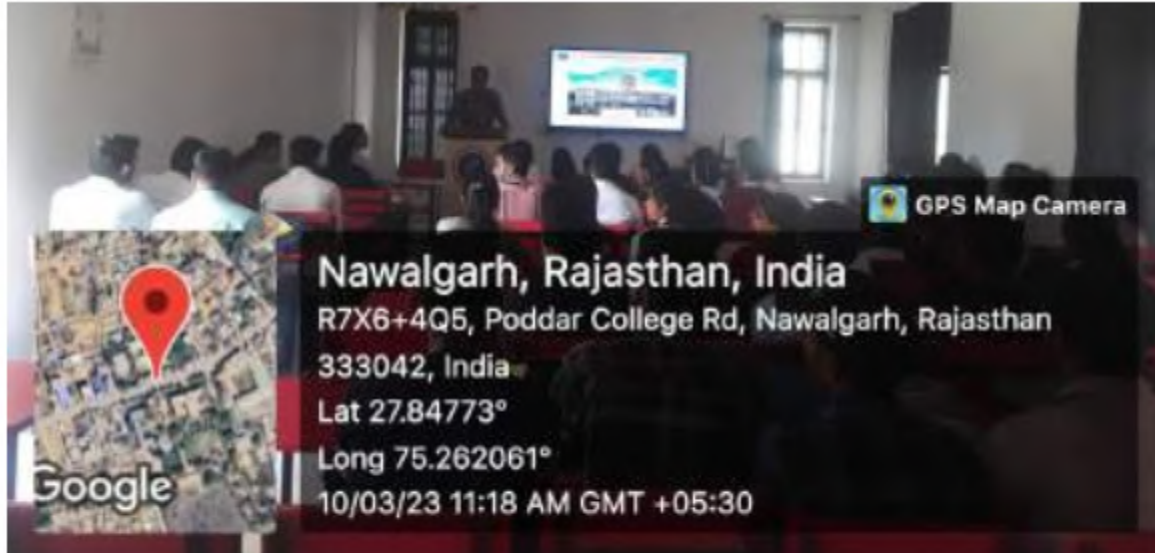 GPS Map Camera
Nawalgarh, Rajasthan, India
R7X6+4Q5, Poddar College Rd, Nawalgarh, Rajasthan
333042, India
Lat 27.84773°
Long 75.262061°
10/03/23 11:18 AM GMT +05:30
Google